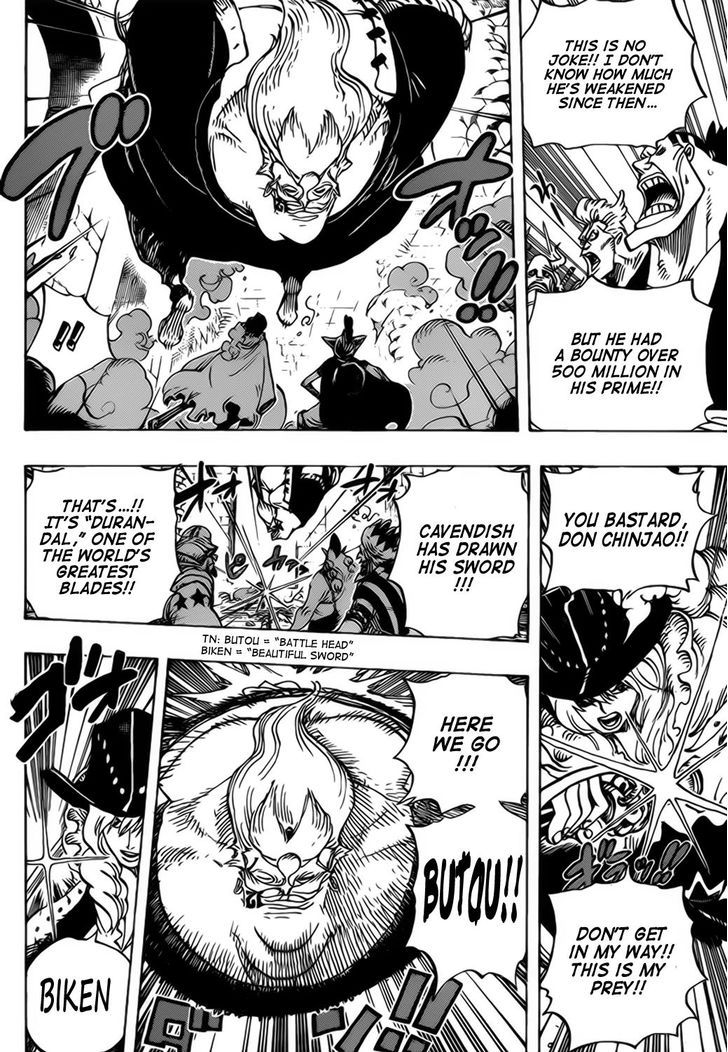 THIS IS NO
JOKE!! I DON'T
KNOW HOW MUCH
HE'S WEAKENED
SINCE THEN...
BUT HE HAD
A BOUNTY OVER
500 MILLION IN
HIS PRIME!!
!!
YOU BASTARD,
DON CHINJAO!!
DON'T GET
IN MY WAY!!
THIS IS MY
PREY!!
CAVENDISH
HAS DRAWN
HIS SWORD
!!!
THAT'S...!!
IT'S "DURAN-
DAL," ONE OF
THE WORLD'S
GREATEST
BLADES!!
TN: BUTOU = "BATTLE HEAD"
BIKEN = "BEAUTIFUL SWORD"
HERE
WE GO
!!!
BUTOU!!
BIKEN